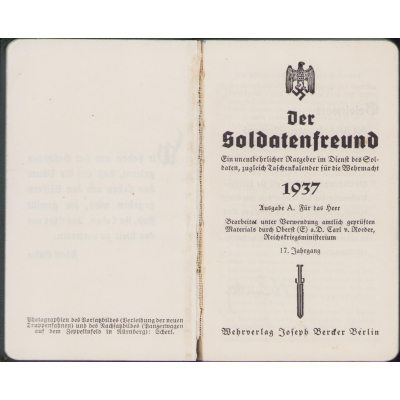 Photographien des Vorsatzbildes (Verleihung der neuen
Truppenfahnen) und des Nachsatzbildes (Panzerwagen
auf dem Zeppelinfeld in Nürnberg): Scherl.
Der
Soldatenfreund
Ein unentbehrlicher Ratgeber im Dienst des Sol-
daten, zugleich Taschenkalender für die Wehrmacht
1937
Ausgabe A. Für das Heer
Bearbeitet unter Verwendung amtlich geprüften
Materials durch Oberst (E) a.D. Carl v. Roeder,
Reichskriegsministerium
17. Jahrgang
Wehrverlag Joseph Bercker Berlin